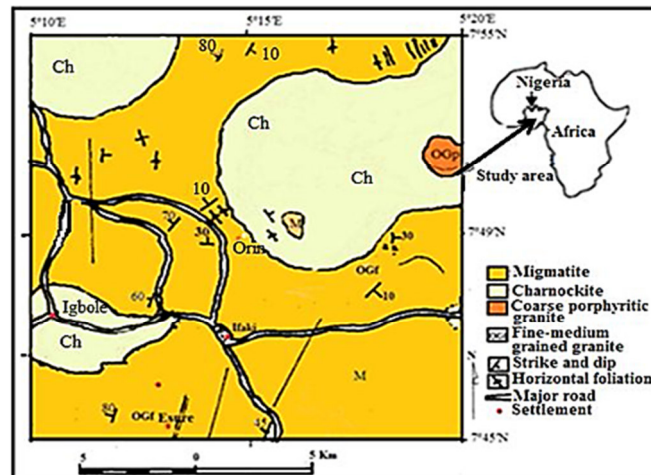 5°10'E 5°15'E 5°20'E
7°55'N
80 10
Ch
Ch
Ch
OGp
Nigeria
Africa
Study area
10
M
70
30
Orin
7°49'N
30
OGf
10
Igbole
60
Ifaki
Ch
M
80
OGf Esure
45
7°45'N
N
Migmatite
Charnockite
Coarse porphyritic
granite
Fine-medium
grained granite
Strike and dip
Horizontal foliation
Major road
Settlement
5 0 5 Km